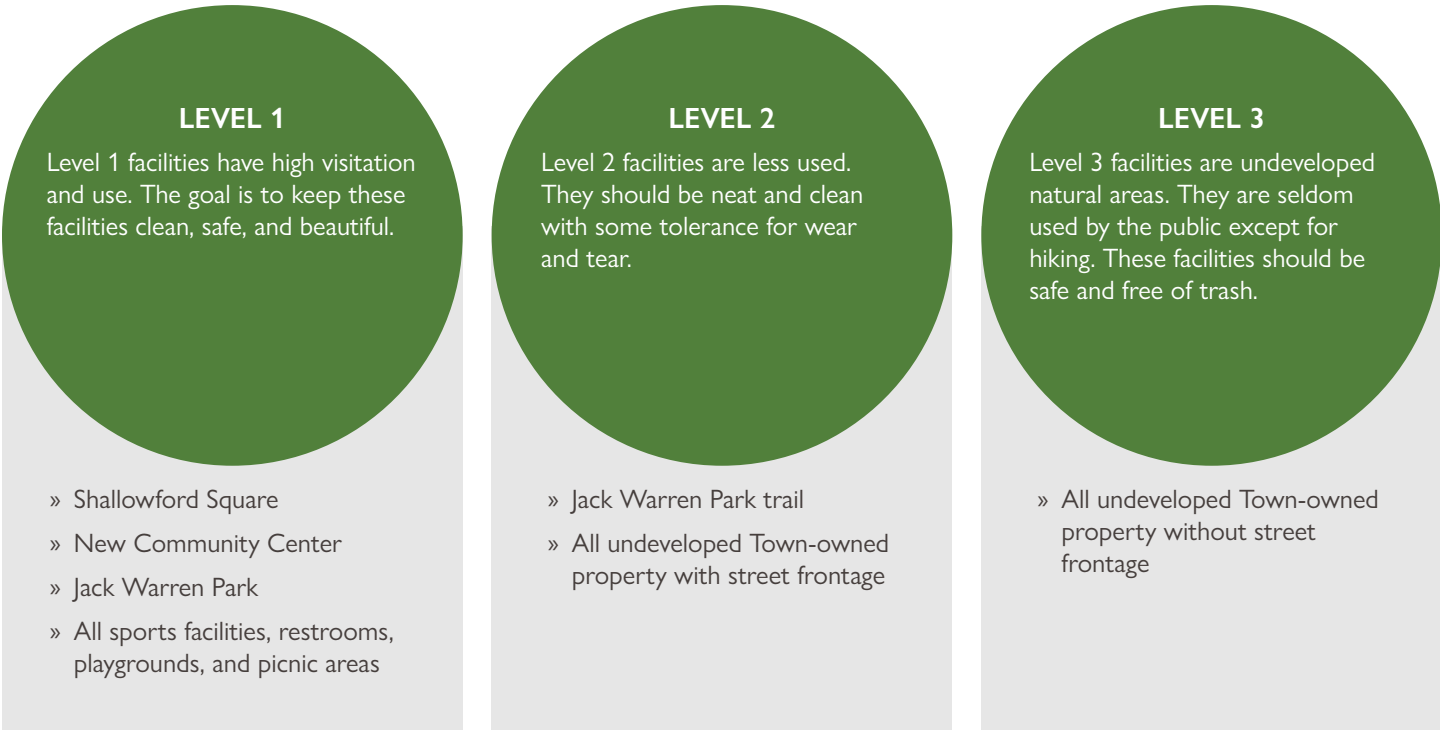 LEVEL 1
Level 1 facilities have high visitation
and use. The goal is to keep these
facilities clean, safe, and beautiful.
» Shallowford Square
» New Community Center
» Jack Warren Park
» All sports facilities, restrooms,
playgrounds, and picnic areas
LEVEL 2
Level 2 facilities are less used.
They should be neat and clean
with some tolerance for wear
and tear.
» Jack Warren Park trail
» All undeveloped Town-owned
property with street frontage
LEVEL 3
Level 3 facilities are undeveloped
natural areas. They are seldom
used by the public except for
hiking. These facilities should be
safe and free of trash.
» All undeveloped Town-owned
property without street
frontage